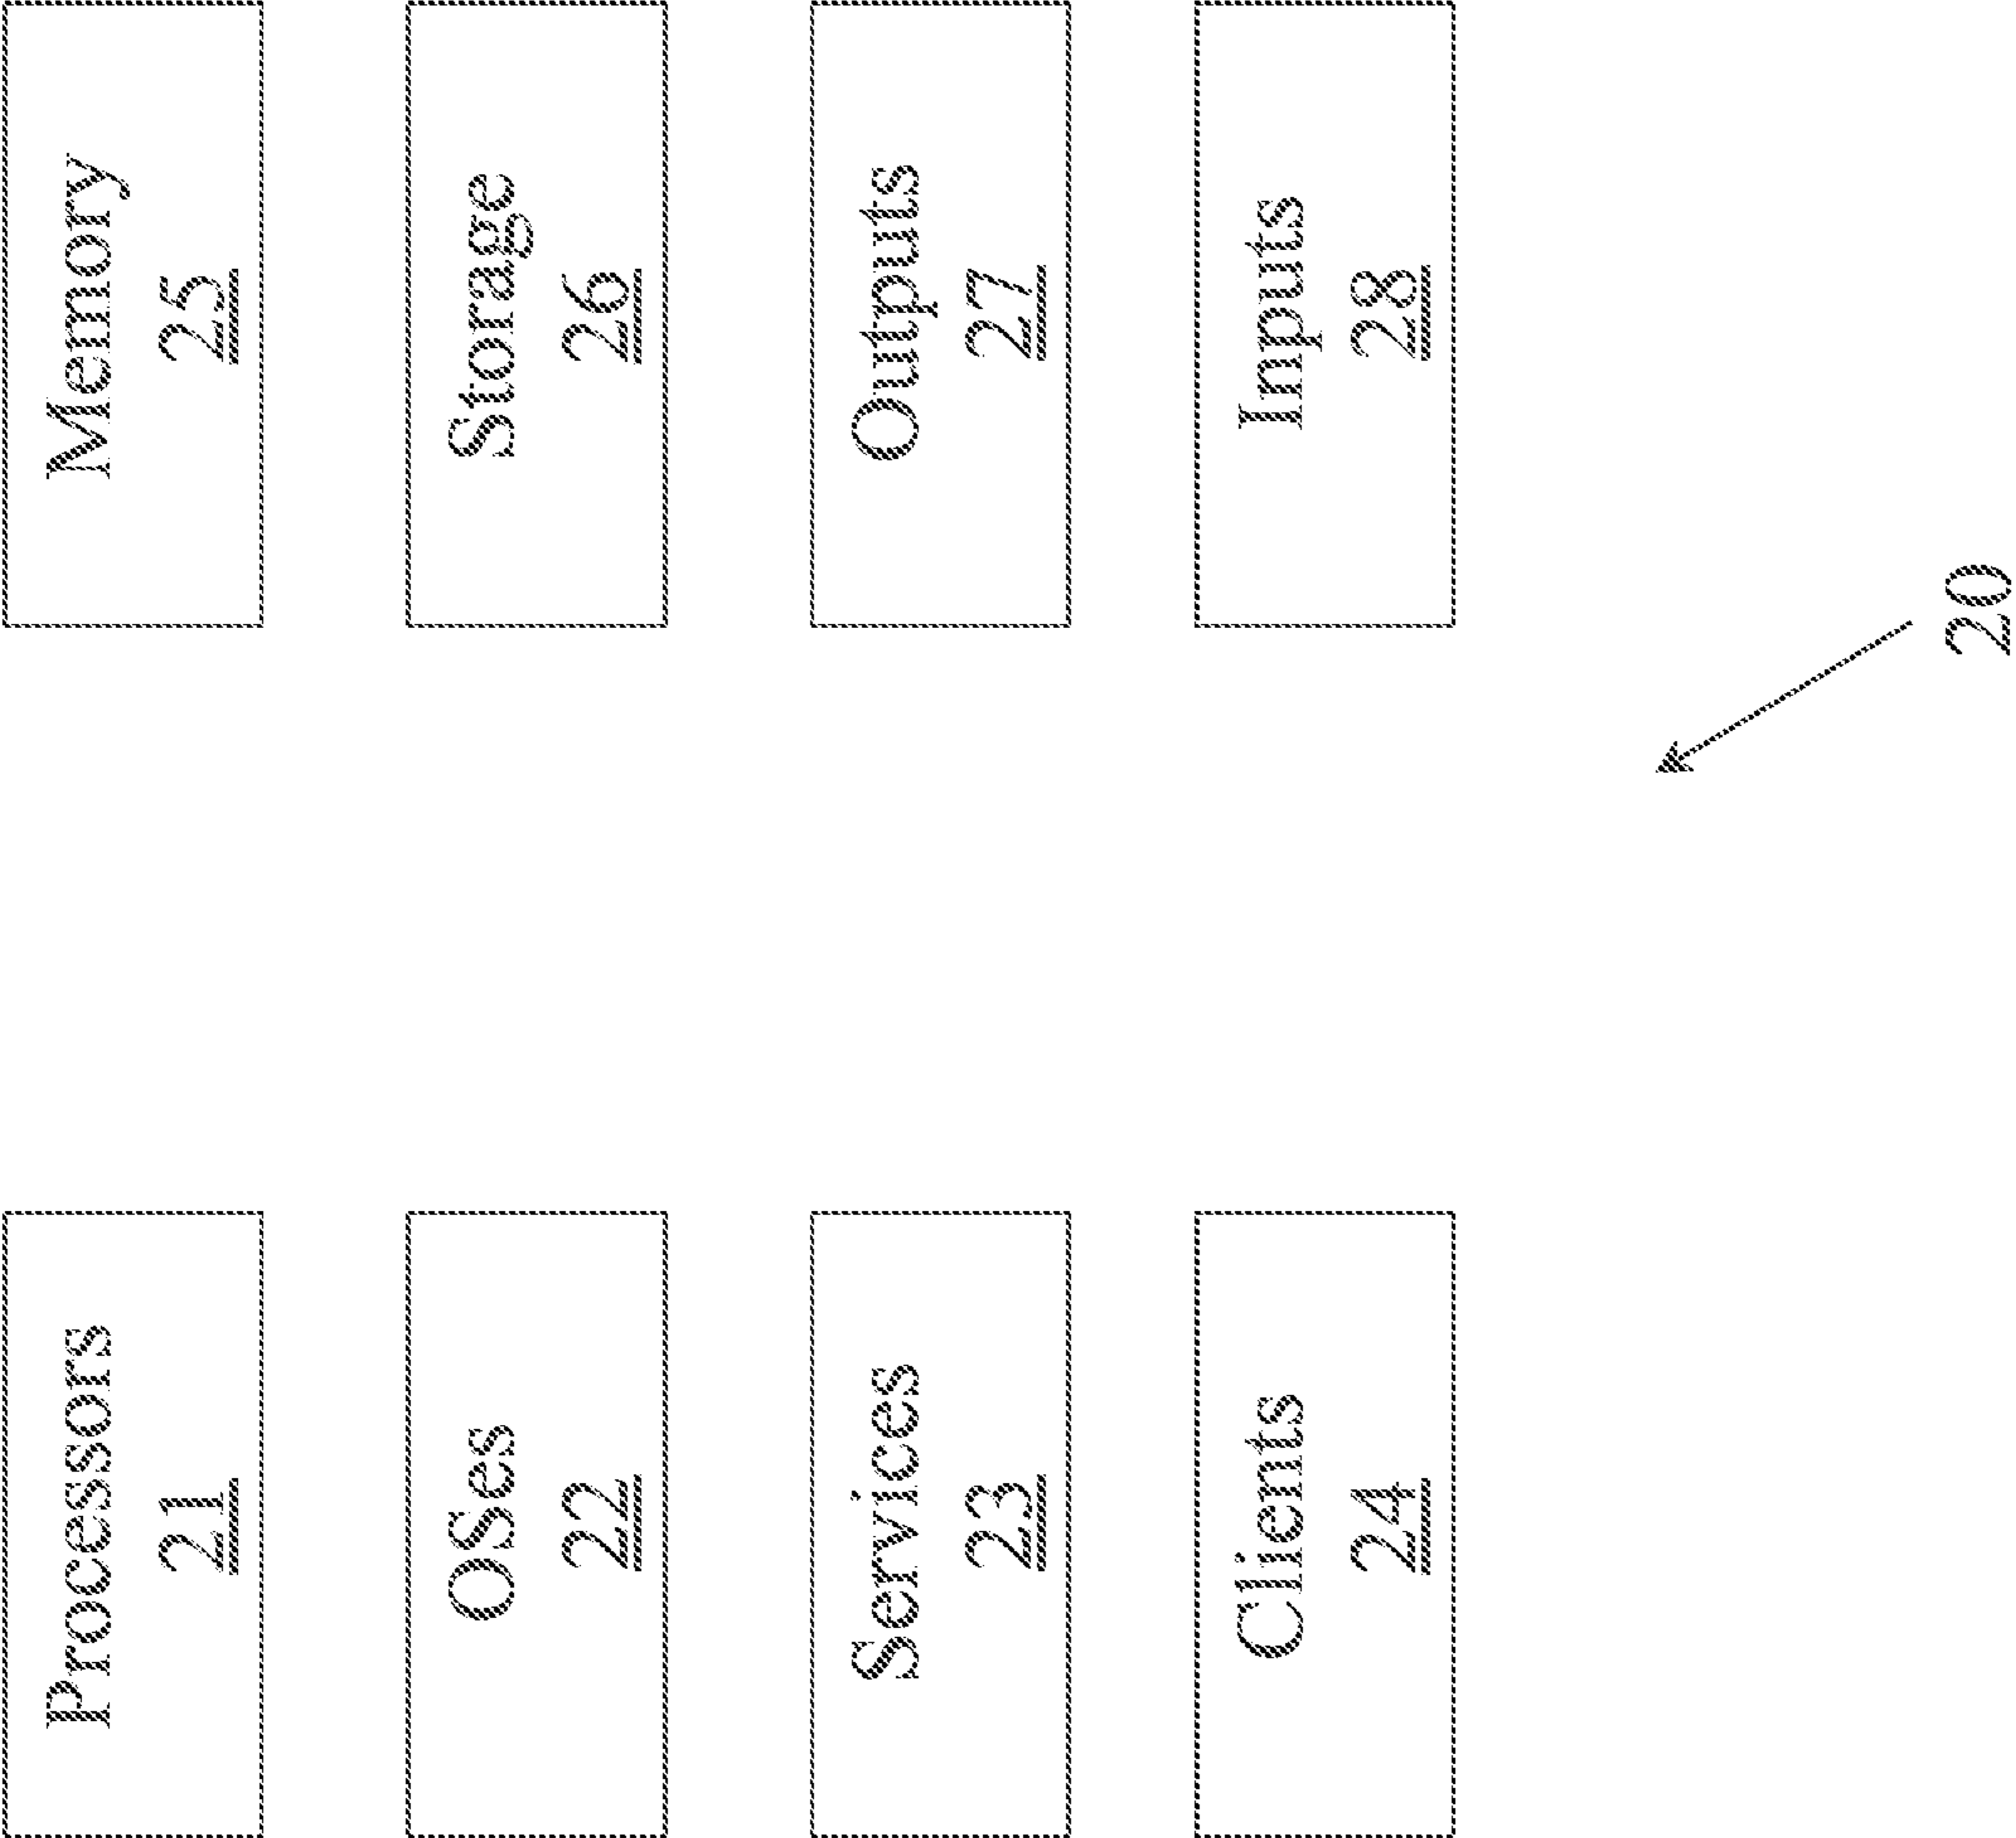 Processors
21
Memory
25
OSes
22
Storage
26
Services
23
Outputs
27
Clients
24
Inputs
28
20